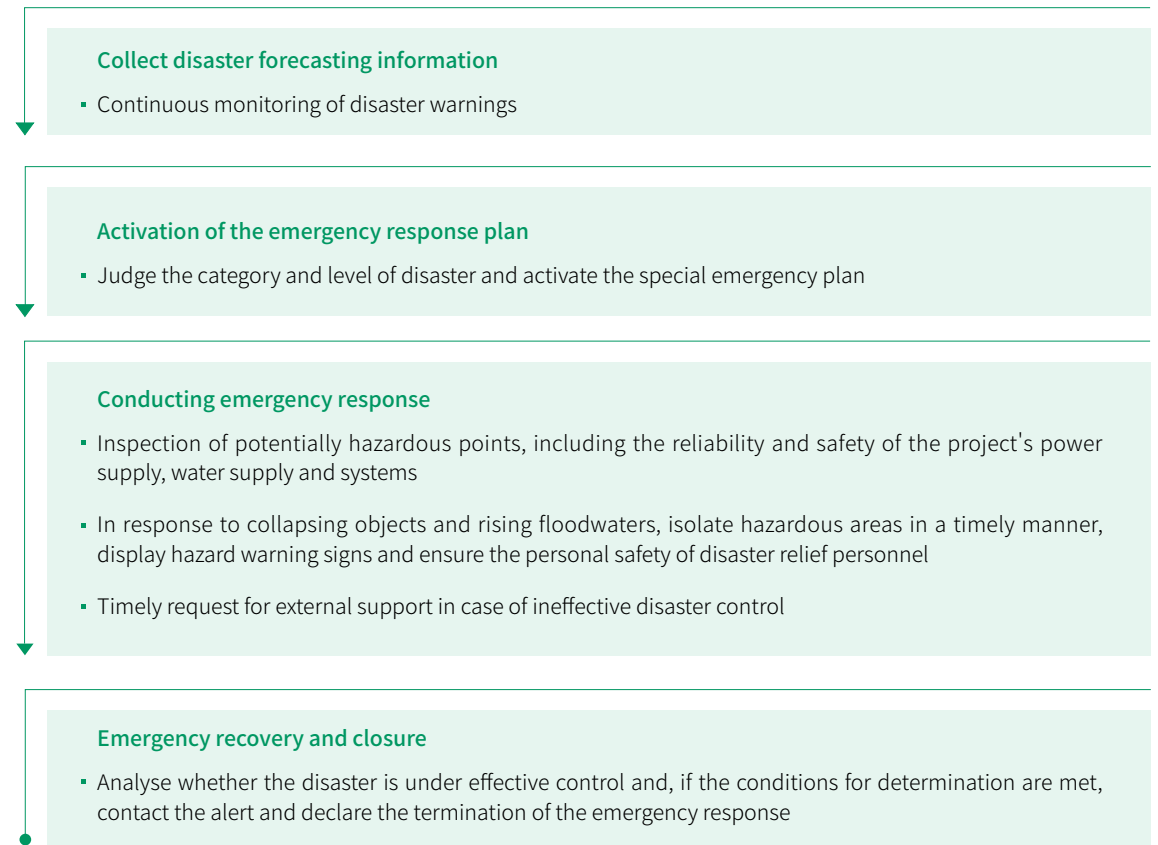 Collect disaster forecasting information
▪ Continuous monitoring of disaster warnings
Activation of the emergency response plan
▪ Judge the category and level of disaster and activate the special emergency plan
Conducting emergency response
▪ Inspection of potentially hazardous points, including the reliability and safety of the project's power
supply, water supply and systems
▪ In response to collapsing objects and rising floodwaters, isolate hazardous areas in a timely manner,
display hazard warning signs and ensure the personal safety of disaster relief personnel
▪ Timely request for external support in case of ineffective disaster control
Emergency recovery and closure
▪ Analyse whether the disaster is under effective control and, if the conditions for determination are met,
contact the alert and declare the termination of the emergency response